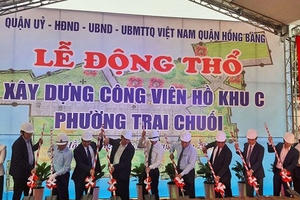 QUẬN UỶ - HĐND - UBND - UBMTTQ VIỆT NAM QUẬN HỒNG BÀNG
LỄ ĐỘNG THỔ
XÂY DỰNG CÔNG VIÊN HỒ KHU C
PHƯỜNG TRẠI CHUỐI